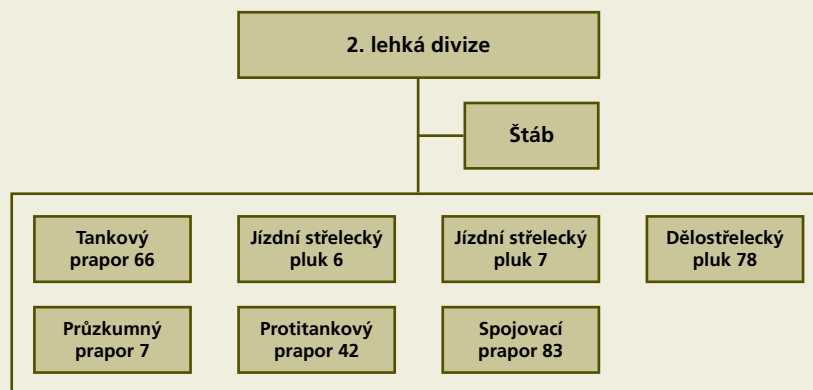 2. lehká divize
Štáb
Tankový
prapor 66
Jízdní střelecký
pluk 6
Jízdní střelecký
pluk 7
Dělostřelecký
pluk 78
Průzkumný
prapor 7
Protitankový
prapor 42
Spojovací
prapor 83